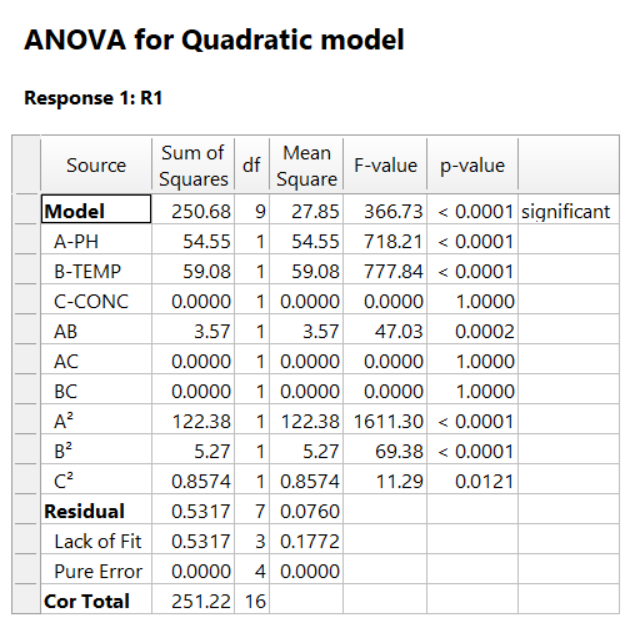 ANOVA for Quadratic model
Response 1: R1
Source Sum of Squares df Mean Square F-value p-value
Model 250.68 9 27.85 366.73 < 0.0001 significant
A-PH 54.55 1 54.55 718.21 < 0.0001
B-TEMP 59.08 1 59.08 777.84 < 0.0001
C-CONC 0.0000 1 0.0000 0.0000 1.0000
AB 3.57 1 3.57 47.03 0.0002
AC 0.0000 1 0.0000 0.0000 1.0000
BC 0.0000 1 0.0000 0.0000 1.0000
A² 122.38 1 122.38 1611.30 < 0.0001
B² 5.27 1 5.27 69.38 < 0.0001
C² 0.8574 1 0.8574 11.29 0.0121
Residual 0.5317 7 0.0760
Lack of Fit 0.5317 3 0.1772
Pure Error 0.0000 4 0.0000
Cor Total 251.22 16